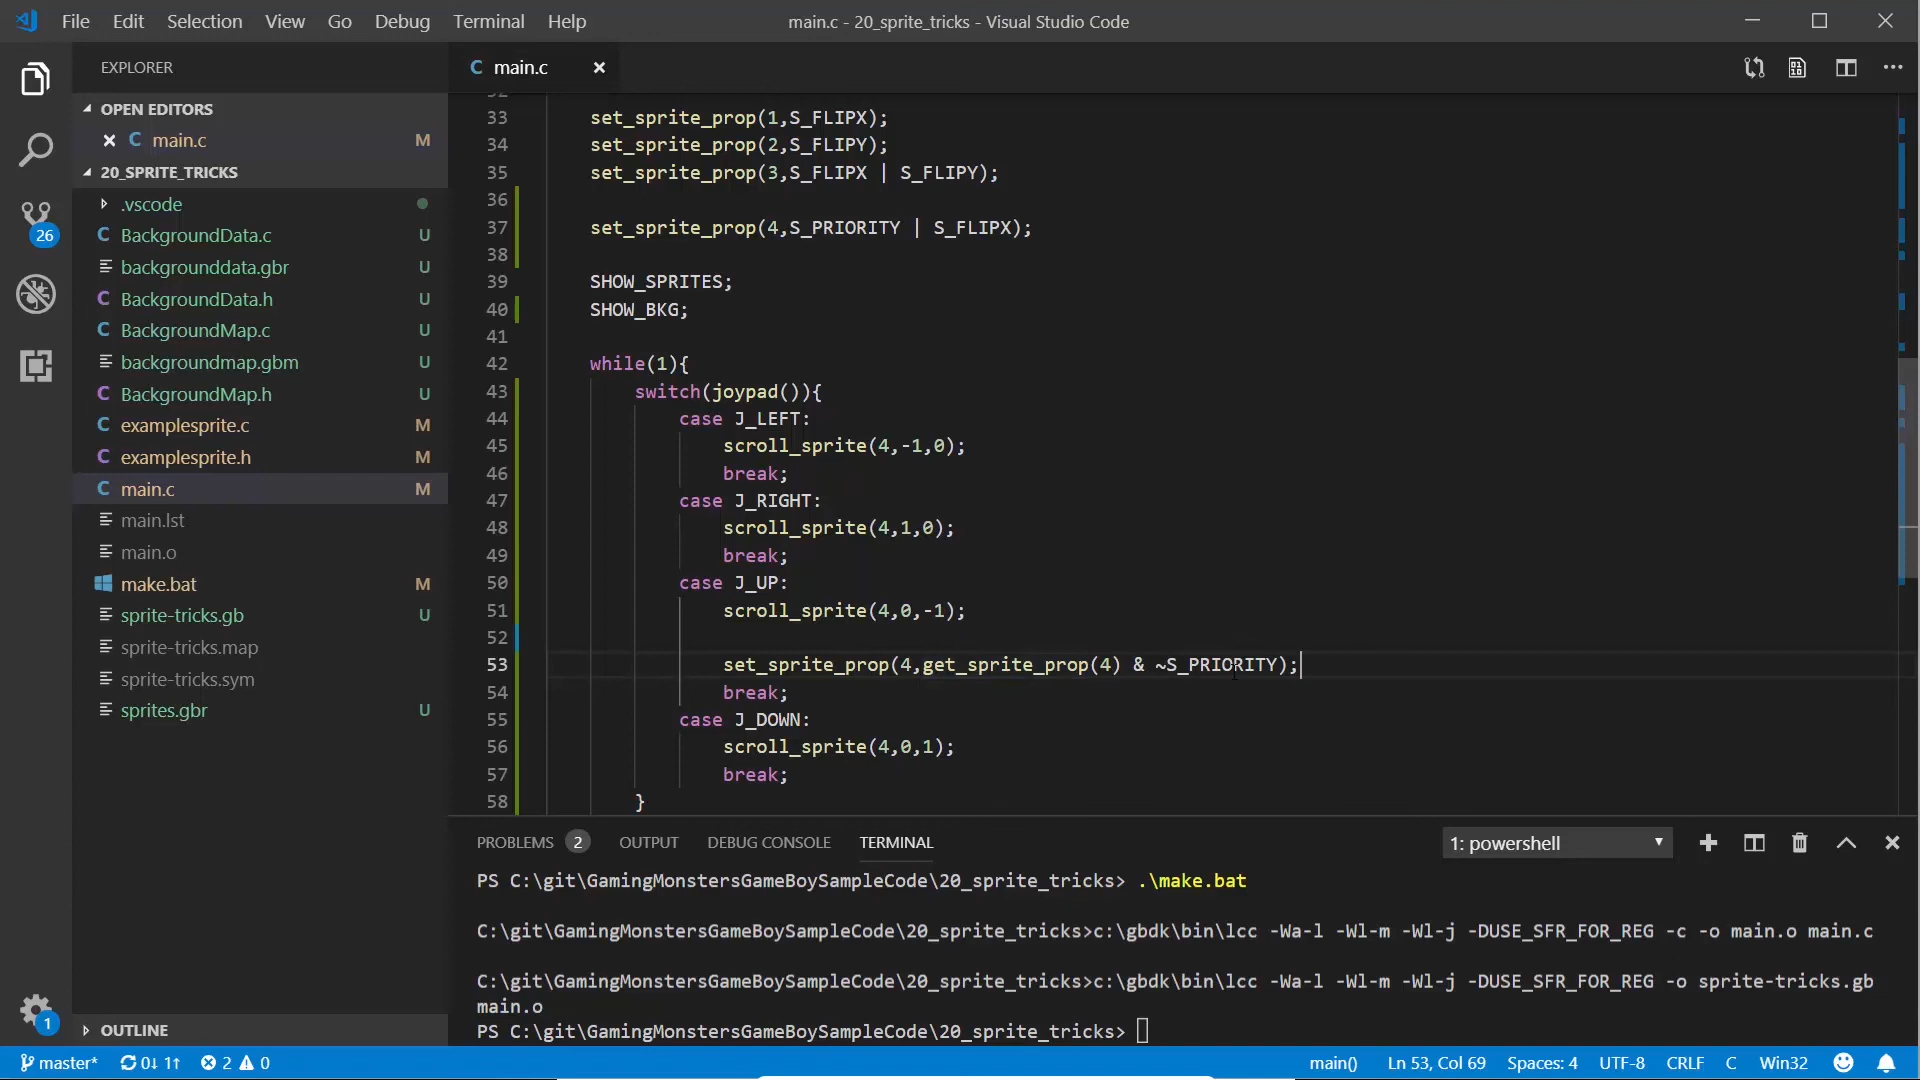 File Edit Selection View Go Debug Terminal Help
main.c - 20_sprite_tricks - Visual Studio Code
EXPLORER
OPEN EDITORS
C main.c M
20_SPRITE_TRICKS
.vscode
C BackgroundData.c U
backgrounddata.gbr U
C BackgroundData.h U
C BackgroundMap.c U
backgroundmap.gbm U
C BackgroundMap.h U
C examplesprite.c M
C examplesprite.h M
C main.c M
main.lst
main.o
make.bat M
sprite-tricks.gb U
sprite-tricks.map
sprite-tricks.sym
sprites.gbr U
OUTLINE
26
1
C main.c
33 set_sprite_prop(1,S_FLIPX);
34 set_sprite_prop(2,S_FLIPY);
35 set_sprite_prop(3,S_FLIPX | S_FLIPY);
36
37 set_sprite_prop(4,S_PRIORITY | S_FLIPX);
38
39 SHOW_SPRITES;
40 SHOW_BKG;
41
42 while(1){
43 switch(joypad()){
44 case J_LEFT:
45 scroll_sprite(4,-1,0);
46 break;
47 case J_RIGHT:
48 scroll_sprite(4,1,0);
49 break;
50 case J_UP:
51 scroll_sprite(4,0,-1);
52
53 set_sprite_prop(4,get_sprite_prop(4) & ~S_PRIORITY);
54 break;
55 case J_DOWN:
56 scroll_sprite(4,0,1);
57 break;
58 }
PROBLEMS 2 OUTPUT DEBUG CONSOLE TERMINAL 1: powershell
PS C:\git\GamingMonstersGameBoySampleCode\20_sprite_tricks> .\make.bat
C:\git\GamingMonstersGameBoySampleCode\20_sprite_tricks>c:\gbdk\bin\lcc -Wa-l -Wl-m -Wl-j -DUSE_SFR_FOR_REG -c -o main.o main.c
C:\git\GamingMonstersGameBoySampleCode\20_sprite_tricks>c:\gbdk\bin\lcc -Wa-l -Wl-m -Wl-j -DUSE_SFR_FOR_REG -o sprite-tricks.gb
main.o
PS C:\git\GamingMonstersGameBoySampleCode\20_sprite_tricks>
master* 0↓ 1↑ 2 0 main() Ln 53, Col 69 Spaces: 4 UTF-8 CRLF C Win32